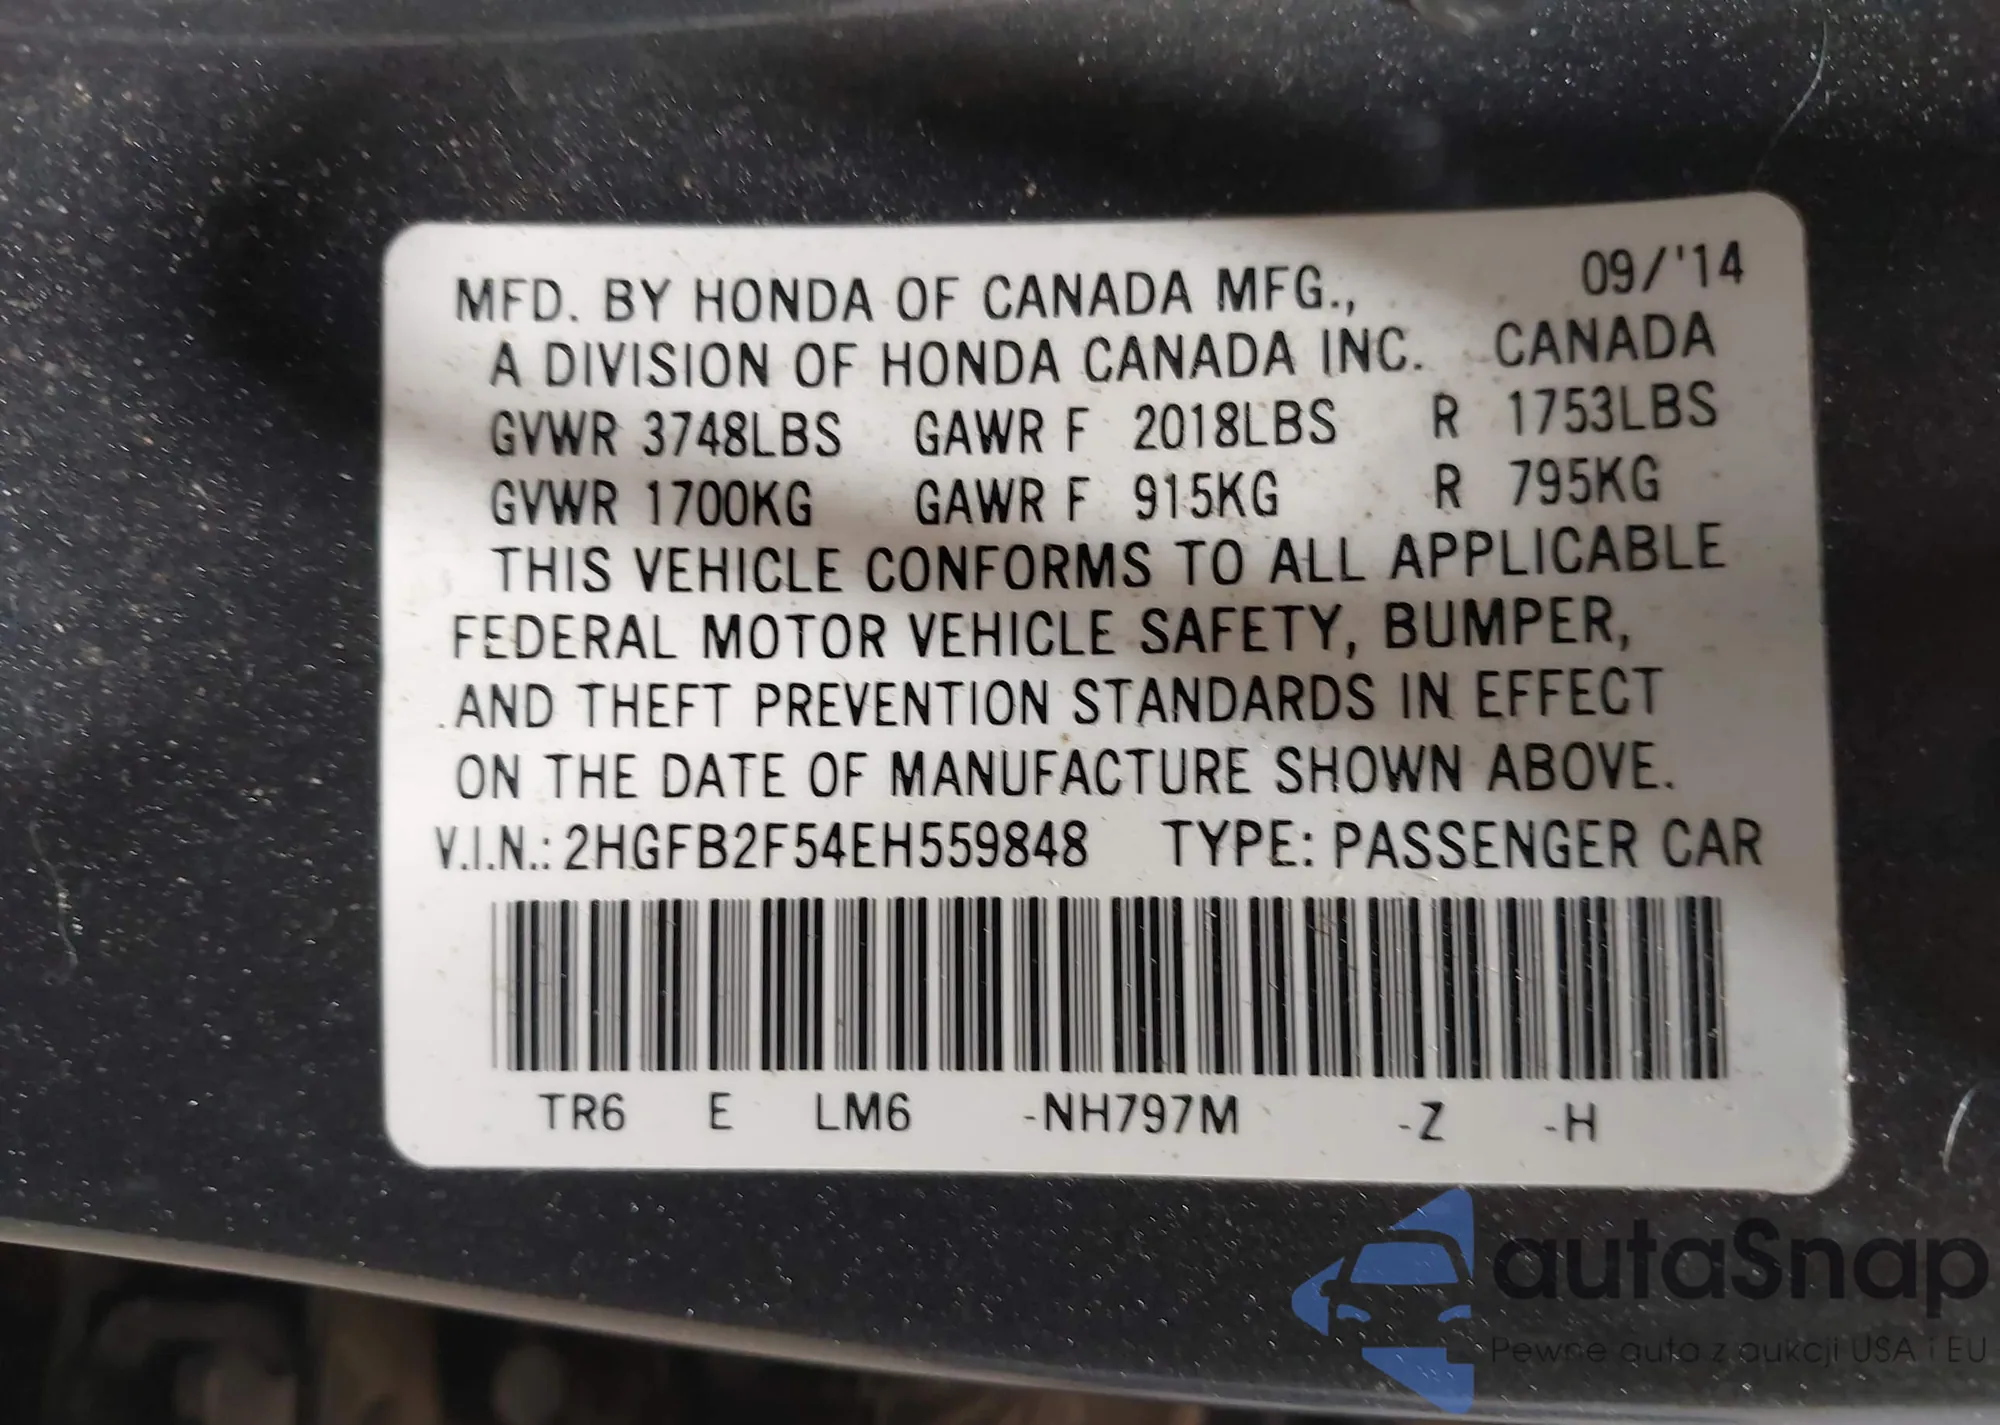 MFD. BY HONDA OF CANADA MFG., 09/'14
A DIVISION OF HONDA CANADA INC. CANADA
GVWR 3748LBS GAWR F 2018LBS R 1753LBS
GVWR 1700KG GAWR F 915KG R 795KG
THIS VEHICLE CONFORMS TO ALL APPLICABLE
FEDERAL MOTOR VEHICLE SAFETY, BUMPER,
AND THEFT PREVENTION STANDARDS IN EFFECT
ON THE DATE OF MANUFACTURE SHOWN ABOVE.
V.I.N.: 2HGFB2F54EH559848 TYPE: PASSENGER CAR
TR6 E LM6 -NH797M -Z -H
autaSnap
Pewne auta z aukcji USA i EU